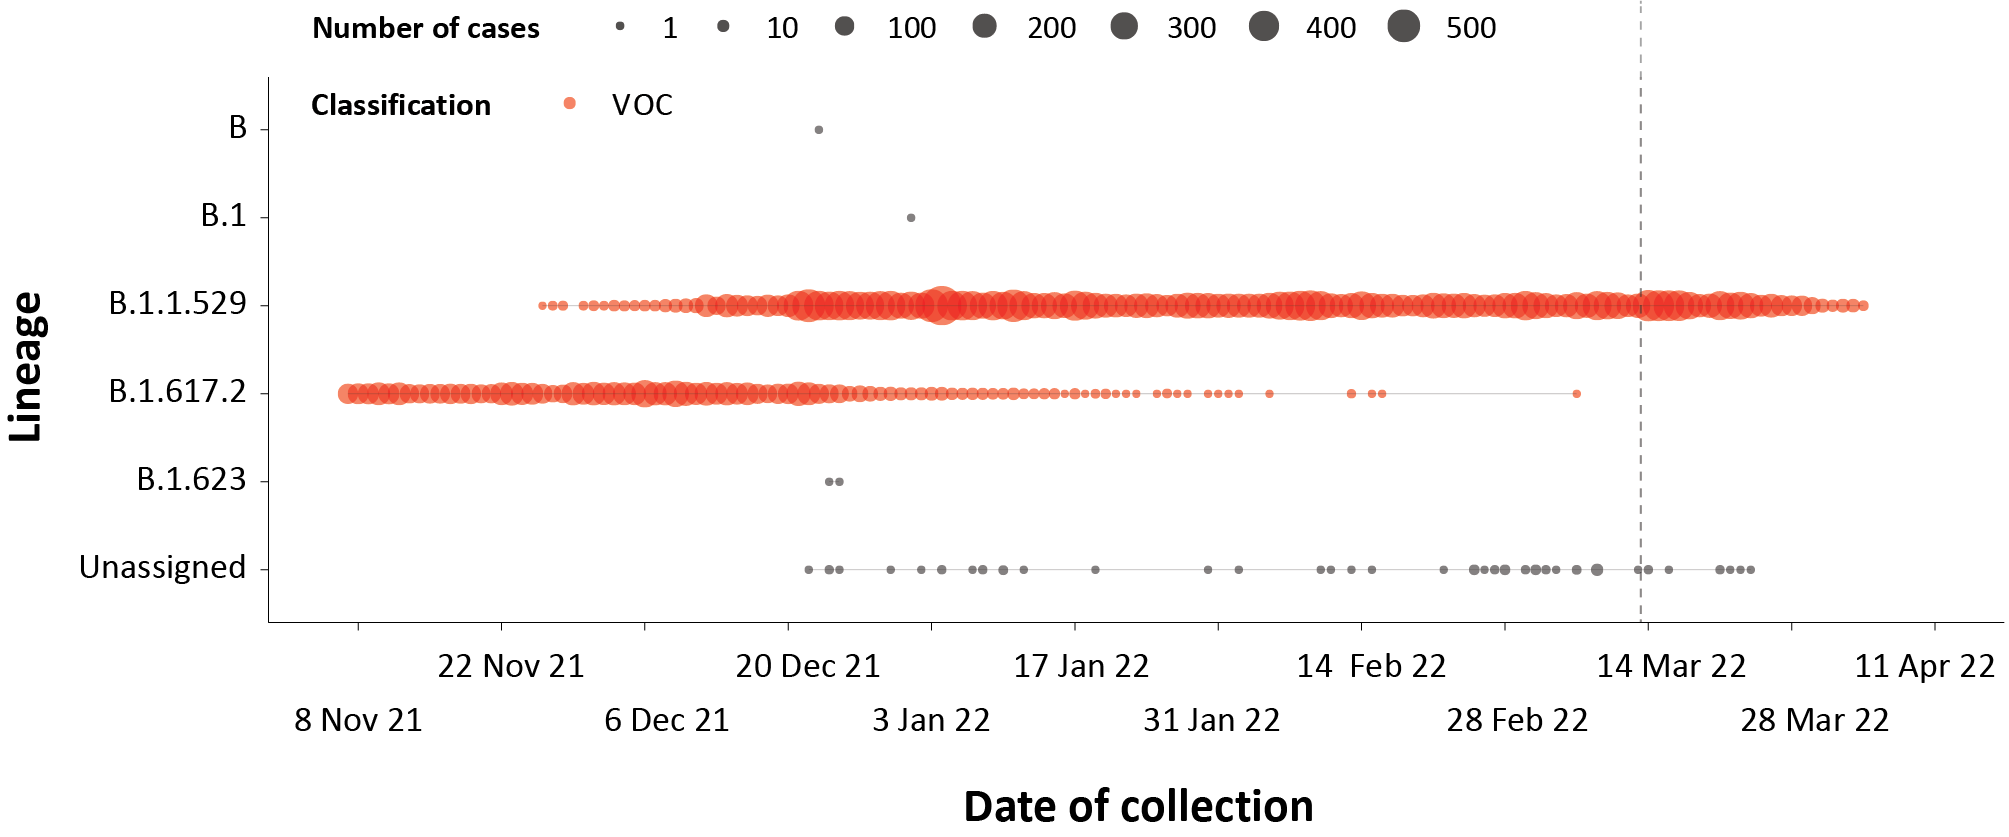 Number of cases 1 10 100 200 300 400 500
Classification VOC
B
B.1
B.1.1.529
B.1.617.2
B.1.623
Unassigned
Lineage
22 Nov 21 20 Dec 21 17 Jan 22 14 Feb 22 14 Mar 22 11 Apr 22
8 Nov 21 6 Dec 21 3 Jan 22 31 Jan 22 28 Feb 22 28 Mar 22
Date of collection